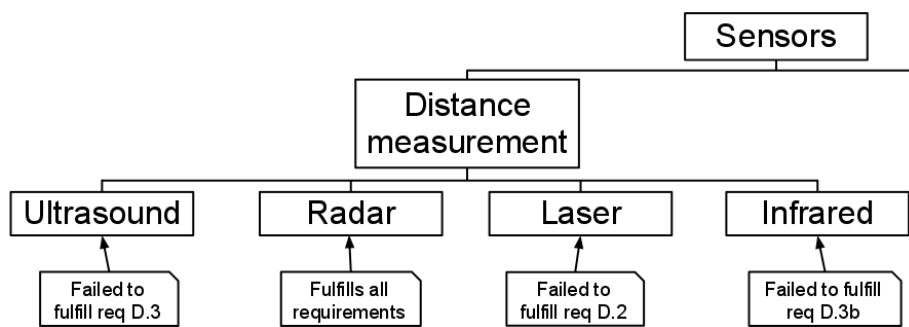 Sensors
Distance
measurement
Ultrasound
Radar
Laser
Infrared
Failed to
fulfill req D.3
Fulfills all
requirements
Failed to
fulfill req D.2
Failed to fulfill
req D.3b